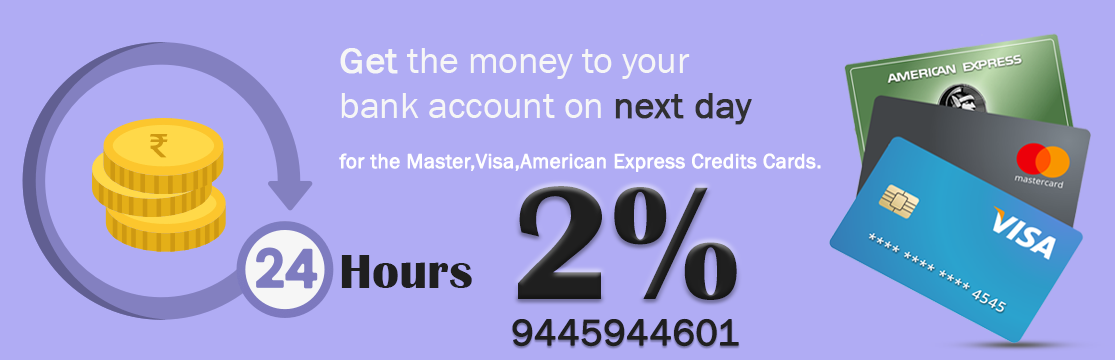 Get the money to your
bank account on next day
for the Master,Visa,American Express Credits Cards.
₹
24 Hours
2%
9445944601
AMERICAN EXPRESS
mastercard
VISA
**** **** **** 4545